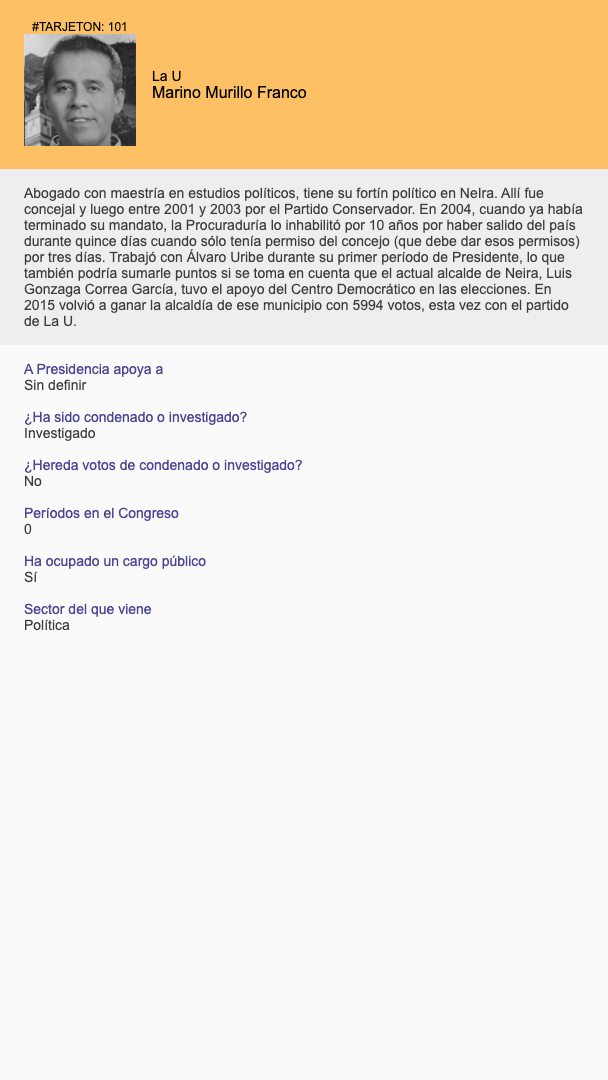 #TARJETON: 101
La U
Marino Murillo Franco
Abogado con maestría en estudios políticos, tiene su fortín político en NeIra. Allí fue
concejal y luego entre 2001 y 2003 por el Partido Conservador. En 2004, cuando ya había
terminado su mandato, la Procuraduría lo inhabilitó por 10 años por haber salido del país
durante quince días cuando sólo tenía permiso del concejo (que debe dar esos permisos)
por tres días. Trabajó con Álvaro Uribe durante su primer período de Presidente, lo que
también podría sumarle puntos si se toma en cuenta que el actual alcalde de Neira, Luis
Gonzaga Correa García, tuvo el apoyo del Centro Democrático en las elecciones. En
2015 volvió a ganar la alcaldía de ese municipio con 5994 votos, esta vez con el partido
de La U.
A Presidencia apoya a
Sin definir
¿Ha sido condenado o investigado?
Investigado
¿Hereda votos de condenado o investigado?
No
Períodos en el Congreso
0
Ha ocupado un cargo público
Sí
Sector del que viene
Política